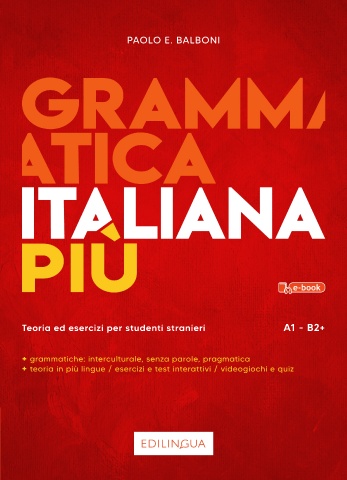 PAOLO E. BALBONI
GRAMMA
ATICA
ITALIANA
PIÙ
e-book
Teoria ed esercizi per studenti stranieri
A1 - B2+
+ grammatiche: interculturale, senza parole, pragmatica
+ teoria in più lingue / esercizi e test interattivi / videogiochi e quiz
EDILINGUA